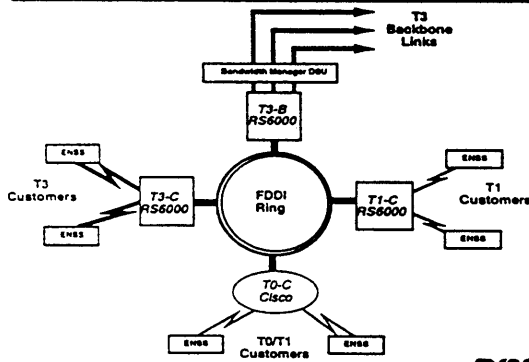 T3
Backbone
Links
Bandwidth Manager DSU
T3-B
RS6000
ENSS
ENSS
T3
Customers
T3-C
RS6000
FDDI
Ring
T1-C
RS6000
T1
Customers
ENSS
ENSS
T0-C
Cisco
ENSS
T0/T1
Customers
ENSS